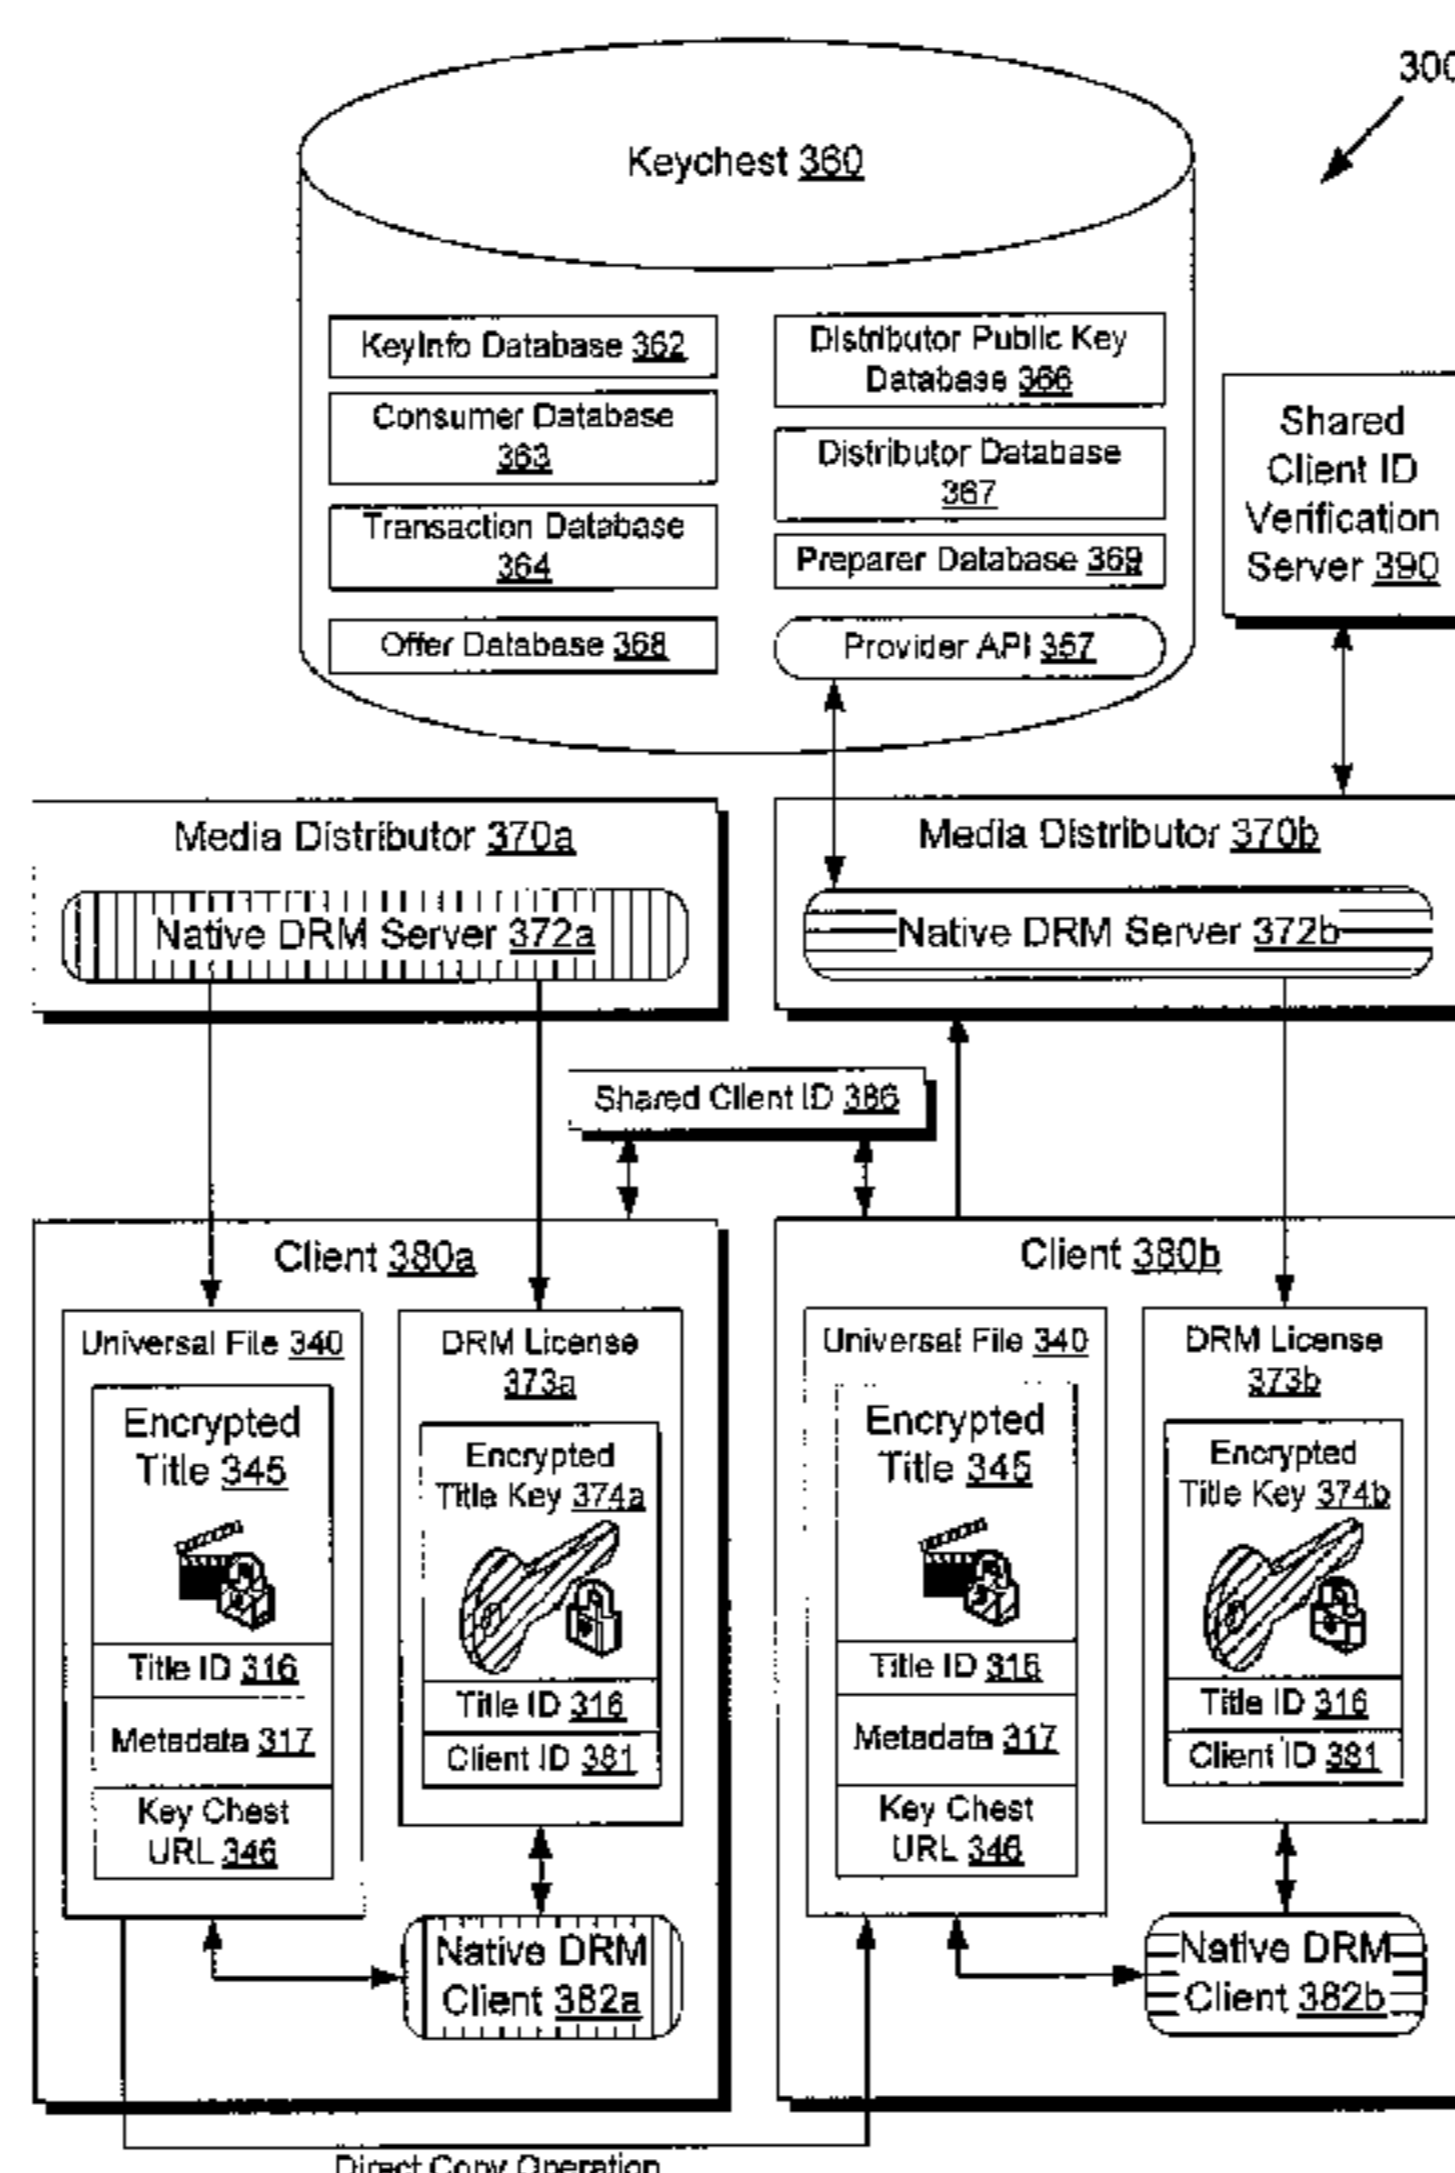 300
Keychest 360
KeyInfo Database 362
Distributor Public Key
Database 366
Consumer Database
363
Distributor Database
367
Transaction Database
364
Preparer Database 369
Offer Database 368
Provider API 357
Shared
Client ID
Verification
Server 390
Media Distributor 370a
Native DRM Server 372a
Media Distributor 370b
Native DRM Server 372b
Shared Client ID 386
Client 380a
Universal File 340
Encrypted
Title 345
Title ID 316
Metadata 317
Key Chest
URL 346
DRM License
373a
Encrypted
Title Key 374a
Title ID 316
Client ID 381
Native DRM
Client 382a
Client 380b
Universal File 340
Encrypted
Title 345
Title ID 316
Metadata 317
Key Chest
URL 346
DRM License
373b
Encrypted
Title Key 374b
Title ID 316
Client ID 381
Native DRM
Client 382b
Direct Copy Operation